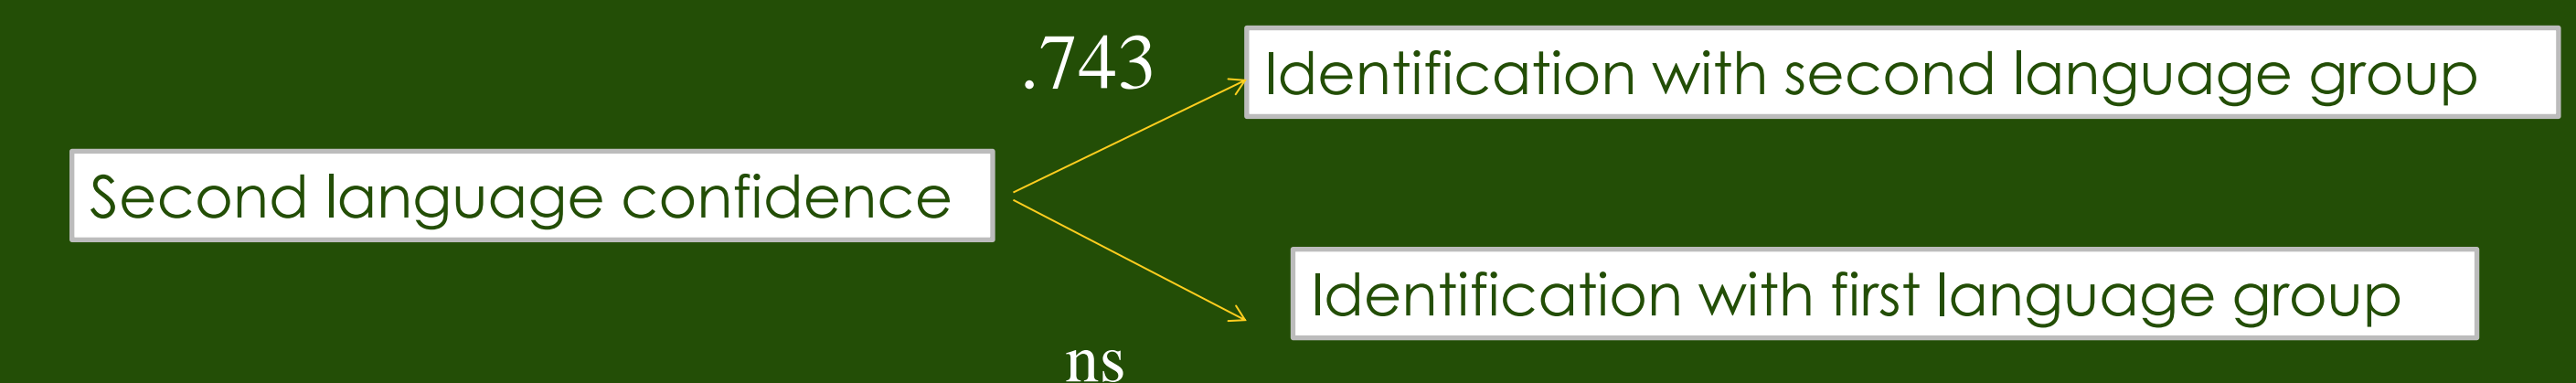 .743
Identification with second language group
Second language confidence
Identification with first language group
ns